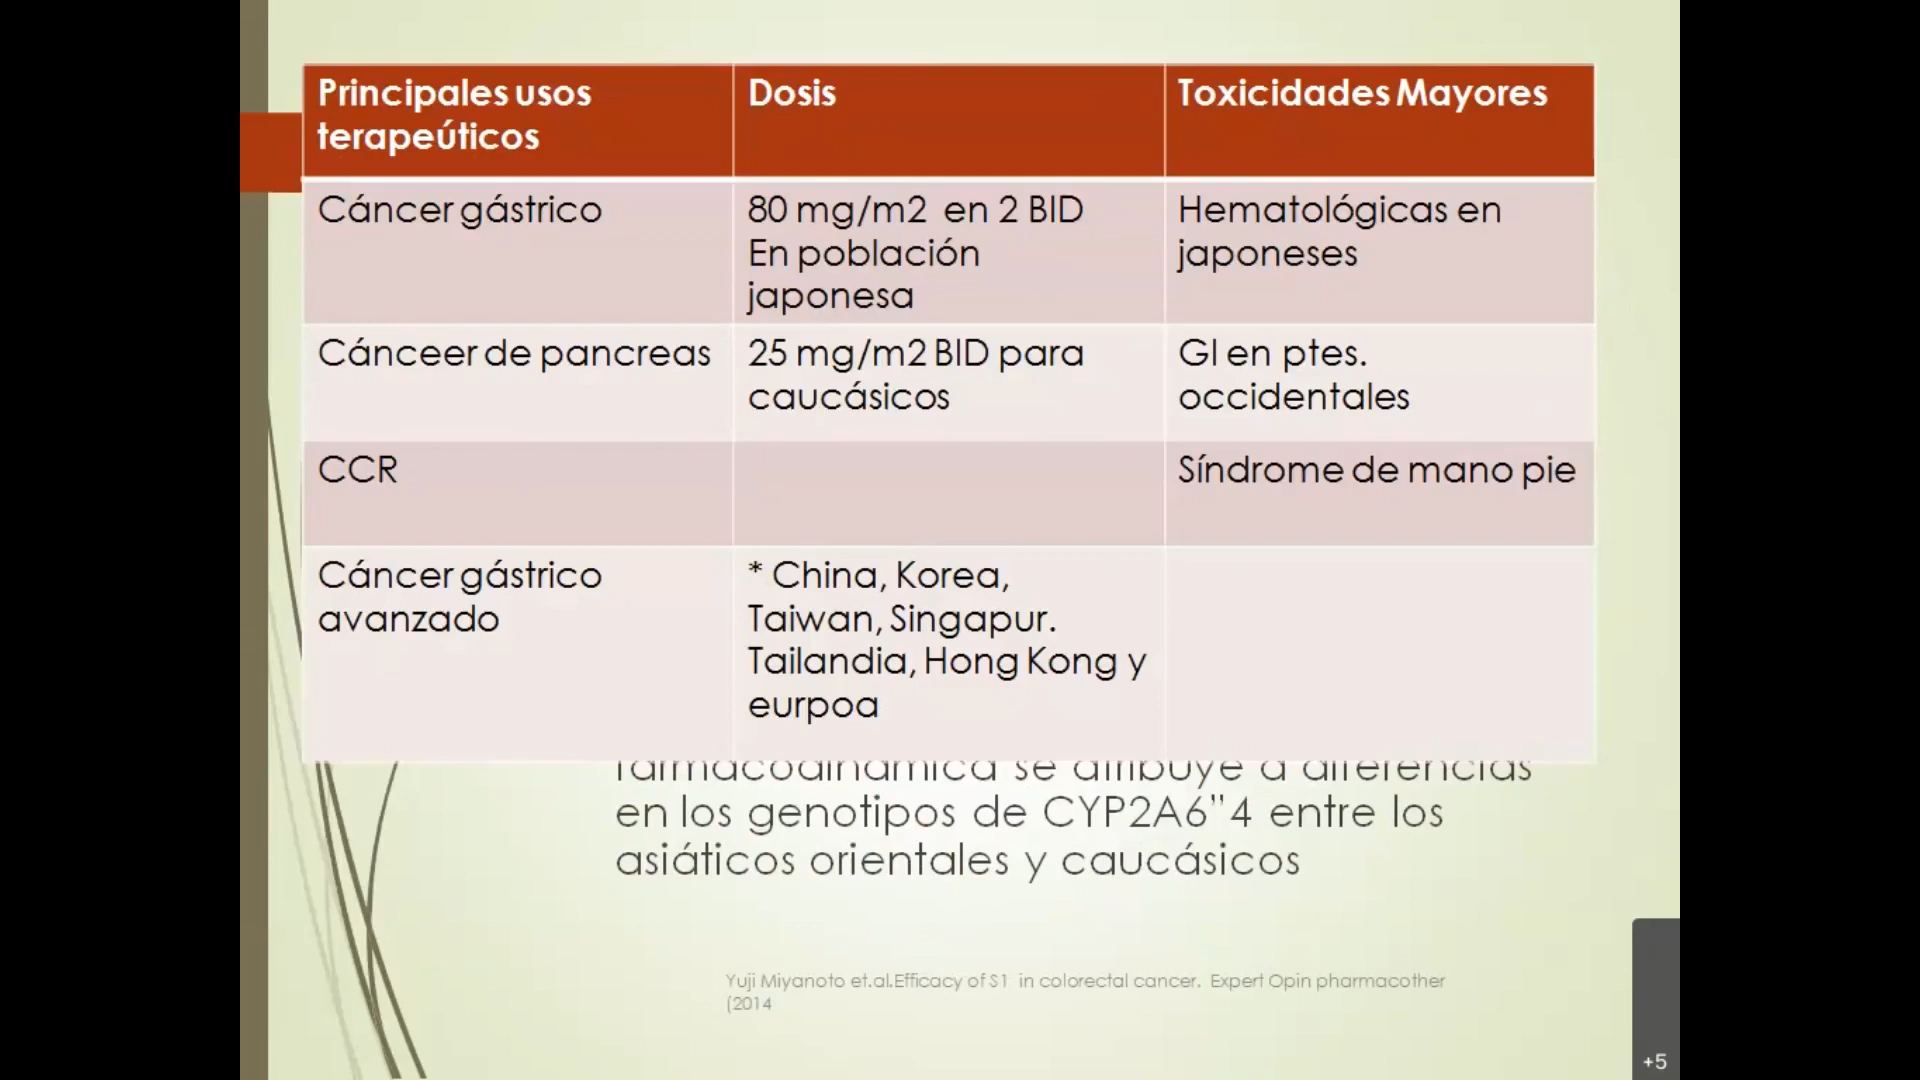 Principales usos
terapeúticos
Dosis
Toxicidades Mayores
Cáncer gástrico
80 mg/m2 en 2 BID
En población
japonesa
Hematológicas en
japoneses
Cánceer de pancreas
25 mg/m2 BID para
caucásicos
GI en ptes.
occidentales
CCR
Síndrome de mano pie
Cáncer gástrico
avanzado
* China, Korea,
Taiwan, Singapur.
Tailandia, Hong Kong y
eurpoa
farmacodinámica se atribuye a diferencias
en los genotipos de CYP2A6”4 entre los
asiáticos orientales y caucásicos
Yuji Miyanoto et.al.Efficacy of S1 in colorectal cancer. Expert Opin pharmacother
(2014
+5